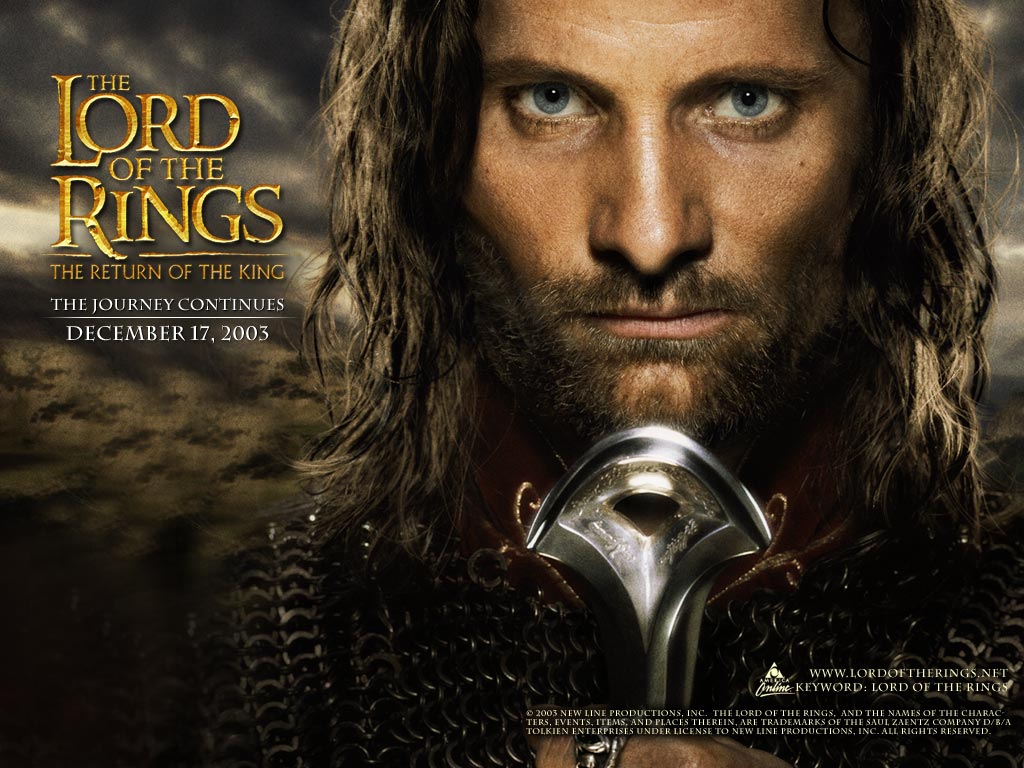 THE
LORD
OF THE
RINGS
THE RETURN OF THE KING
THE JOURNEY CONTINUES
DECEMBER 17, 2003
WWW.LORDOFTHERINGS.NET
AMERICA
Online KEYWORD: LORD OF THE RINGS
© 2003 NEW LINE PRODUCTIONS, INC. THE LORD OF THE RINGS, AND THE NAMES OF THE CHARAC-
TERS, EVENTS, ITEMS, AND PLACES THEREIN, ARE TRADEMARKS OF THE SAUL ZAENTZ COMPANY D/B/A
TOLKIEN ENTERPRISES UNDER LICENSE TO NEW LINE PRODUCTIONS, INC. ALL RIGHTS RESERVED.